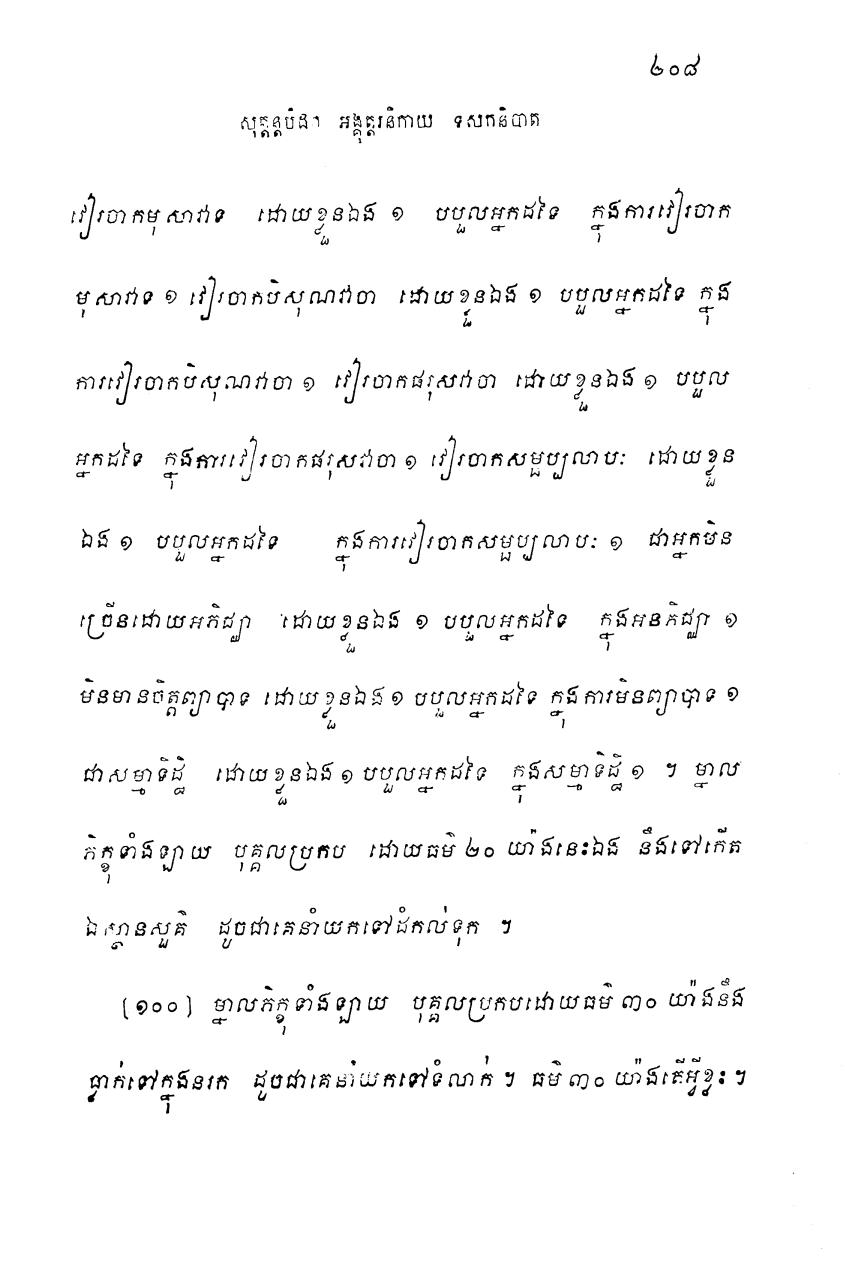 ២០៨
សុត្តន្តបិដក អង្គុត្តរនិកាយ ទសកនិបាត
វៀរចាកមុសាវាទ ដោយខ្លួនឯង ១ បបួលអ្នកដទៃ ក្នុងការវៀរចាក
មុសាវាទ ១ វៀរចាកបិសុណវាចា ដោយខ្លួនឯង ១ បបួលអ្នកដទៃ ក្នុង
ការវៀរចាកបិសុណវាចា ១ វៀរចាកផរុសវាចា ដោយខ្លួនឯង ១ បបួល
អ្នកដទៃ ក្នុងការវៀរចាកផរុសវាចា ១ វៀរចាកសម្ផប្បលាបៈ ដោយខ្លួន
ឯង ១ បបួលអ្នកដទៃ ក្នុងការវៀរចាកសម្ផប្បលាបៈ ១ ជាអ្នកមិន
ច្រើនដោយអភិជ្ឈា ដោយខ្លួនឯង ១ បបួលអ្នកដទៃ ក្នុងអនភិជ្ឈា ១
មិនមានចិត្តព្យាបាទ ដោយខ្លួនឯង ១ បបួលអ្នកដទៃ ក្នុងការមិនព្យាបាទ ១
ជាសម្មាទិដ្ឋិ ដោយខ្លួនឯង ១ បបួលអ្នកដទៃ ក្នុងសម្មាទិដ្ឋិ ១ ។ ម្នាល
ភិក្ខុទាំងឡាយ បុគ្គលប្រកប ដោយធម៌ ២០ យ៉ាងនេះឯង នឹងទៅកើត
ឯស្ថានសួគ៌ ដូចជាគេនាំយកទៅដំកល់ទុក ។
(១០០) ម្នាលភិក្ខុទាំងឡាយ បុគ្គលប្រកបដោយធម៌ ៣០ យ៉ាងនឹង
ធ្លាក់ទៅក្នុងនរក ដូចជាគេនាំយកទៅទំលាក់ ។ ធម៌ ៣០ យ៉ាងតើអ្វីខ្លះ ។